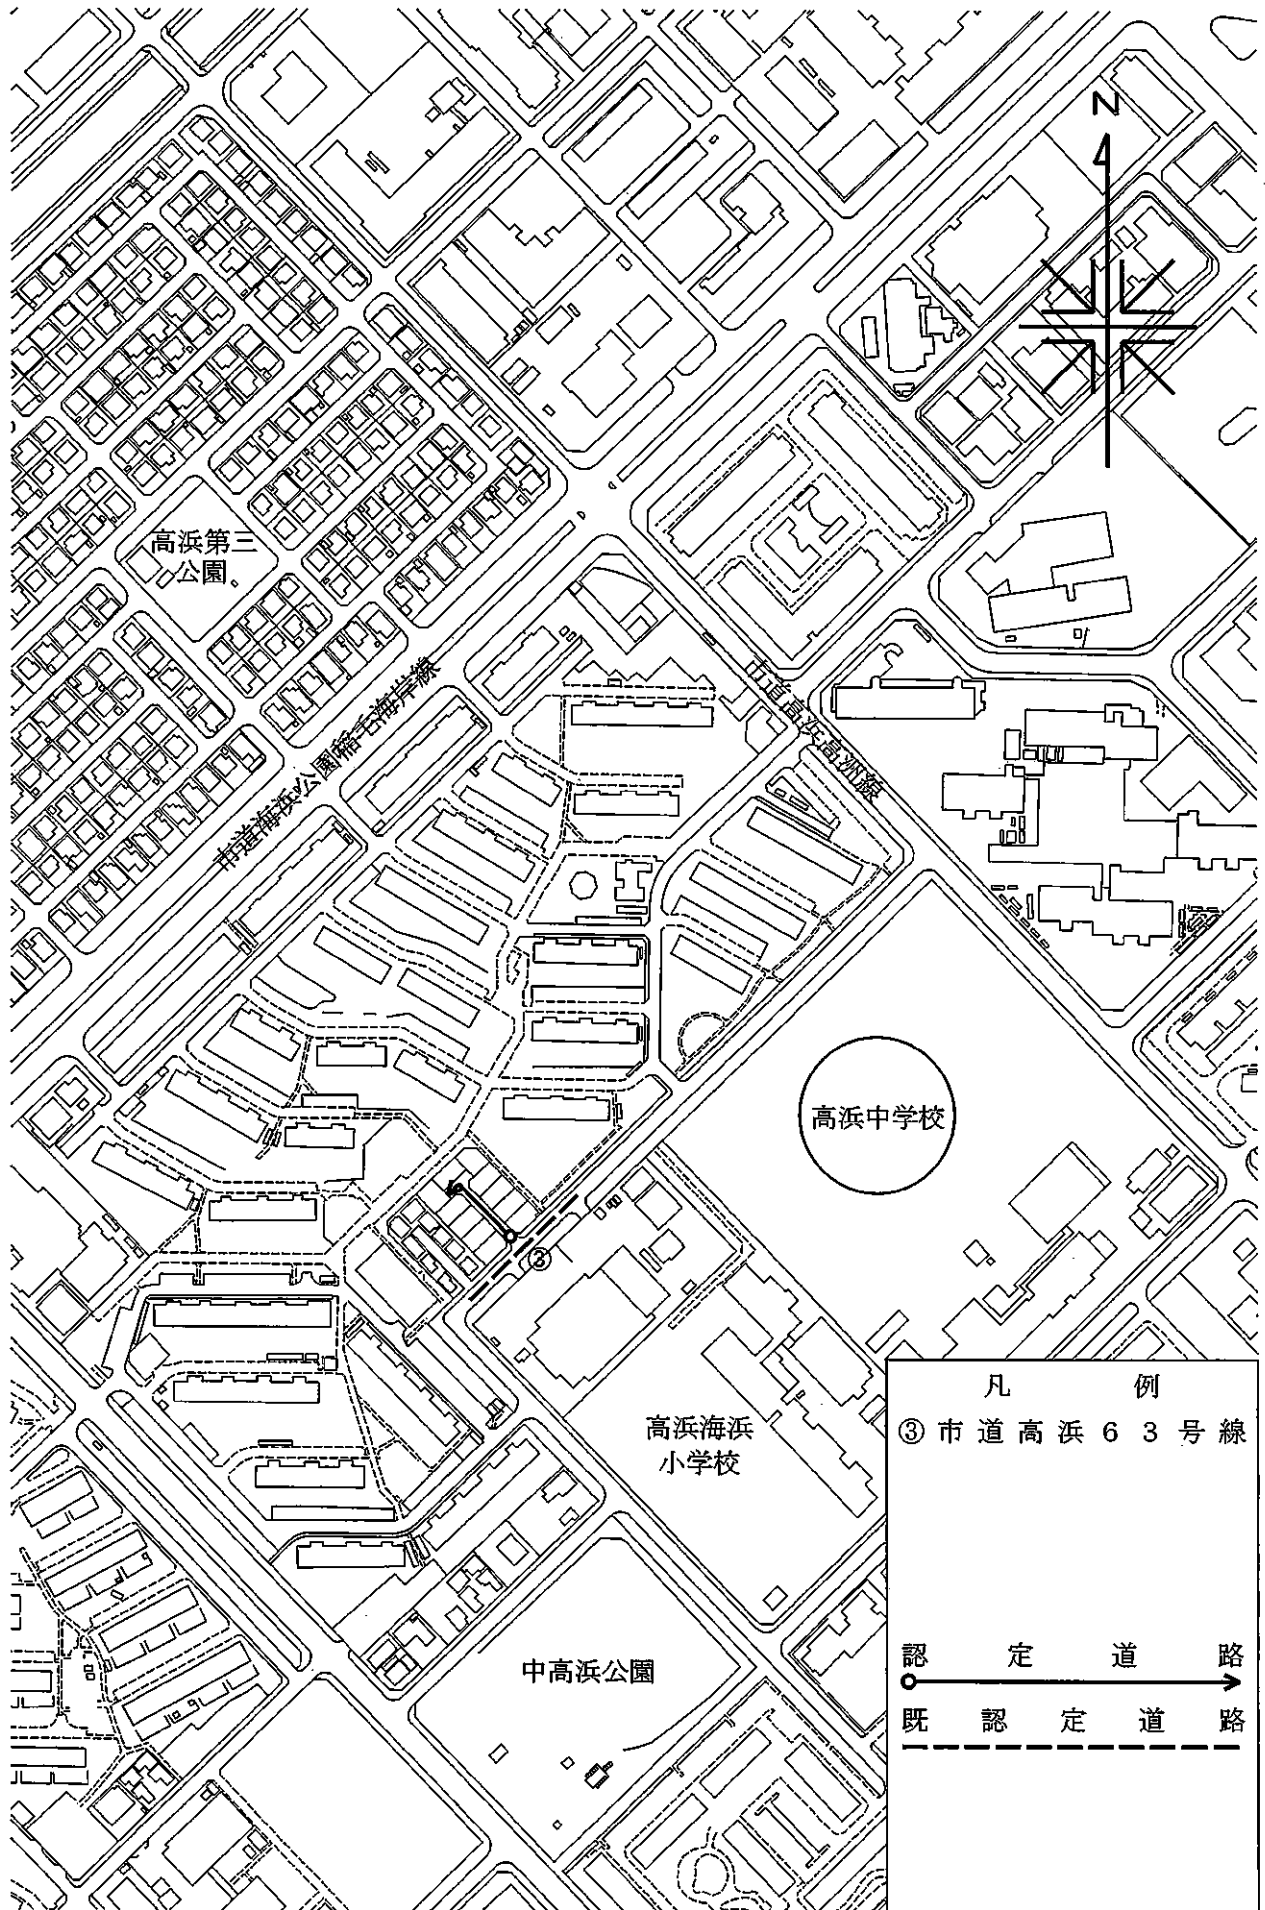 N
高浜第三
公園
市道海浜公園稲毛海岸線
市道高浜高洲線
高浜中学校
③
高浜海浜
小学校
中高浜公園
凡例
③市道高浜63号線
認定道路
既認定道路